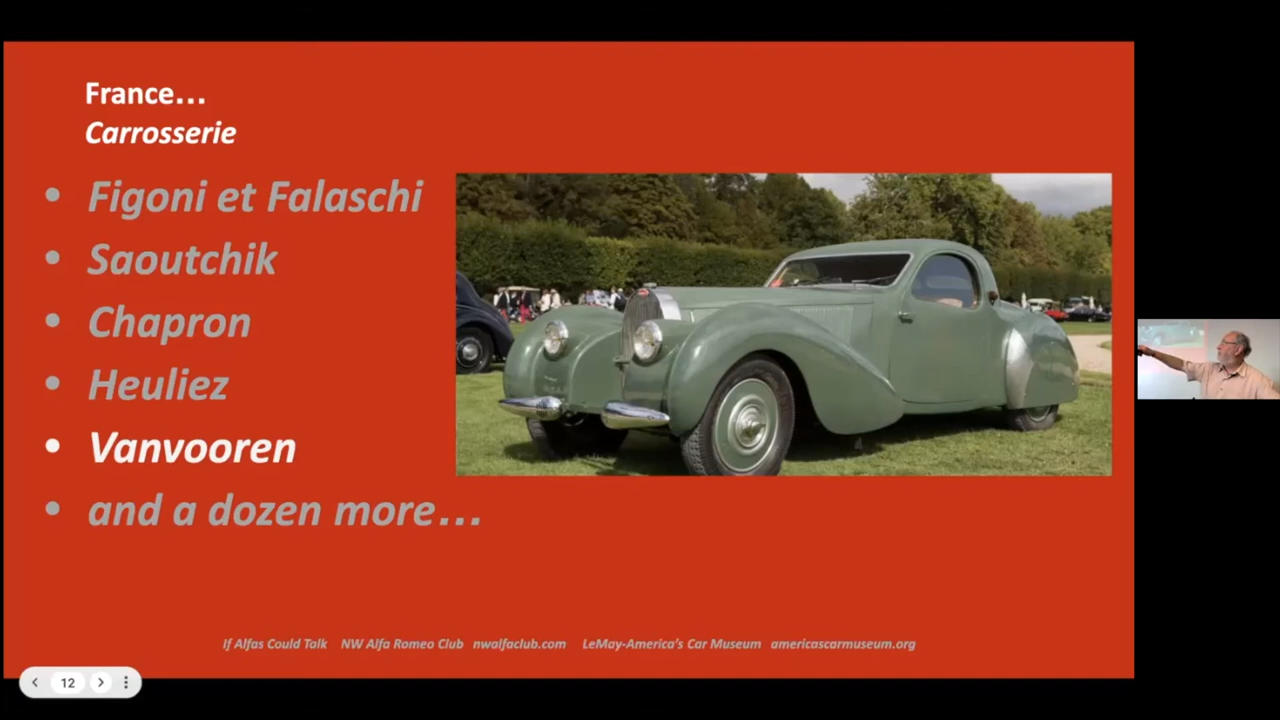 France...
Carrosserie
• Figoni et Falaschi
• Saoutchik
• Chapron
• Heuliez
• Vanvooren
• and a dozen more...
If Alfas Could Talk NW Alfa Romeo Club nwalfaclub.com LeMay-America's Car Museum americascarmuseum.org
12